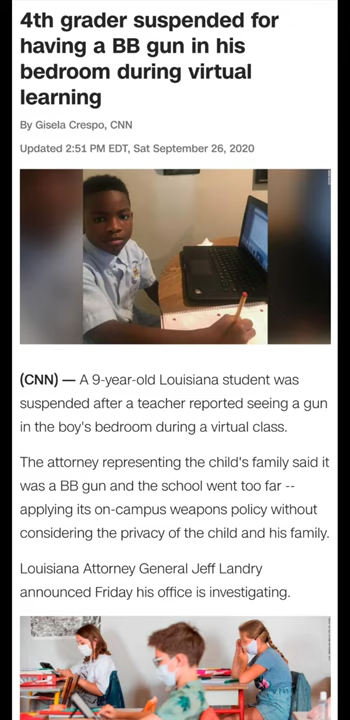 4th grader suspended for
having a BB gun in his
bedroom during virtual
learning
By Gisela Crespo, CNN
Updated 2:51 PM EDT, Sat September 26, 2020
(CNN) — A 9-year-old Louisiana student was
suspended after a teacher reported seeing a gun
in the boy's bedroom during a virtual class.
The attorney representing the child's family said it
was a BB gun and the school went too far --
applying its on-campus weapons policy without
considering the privacy of the child and his family.
Louisiana Attorney General Jeff Landry
announced Friday his office is investigating.